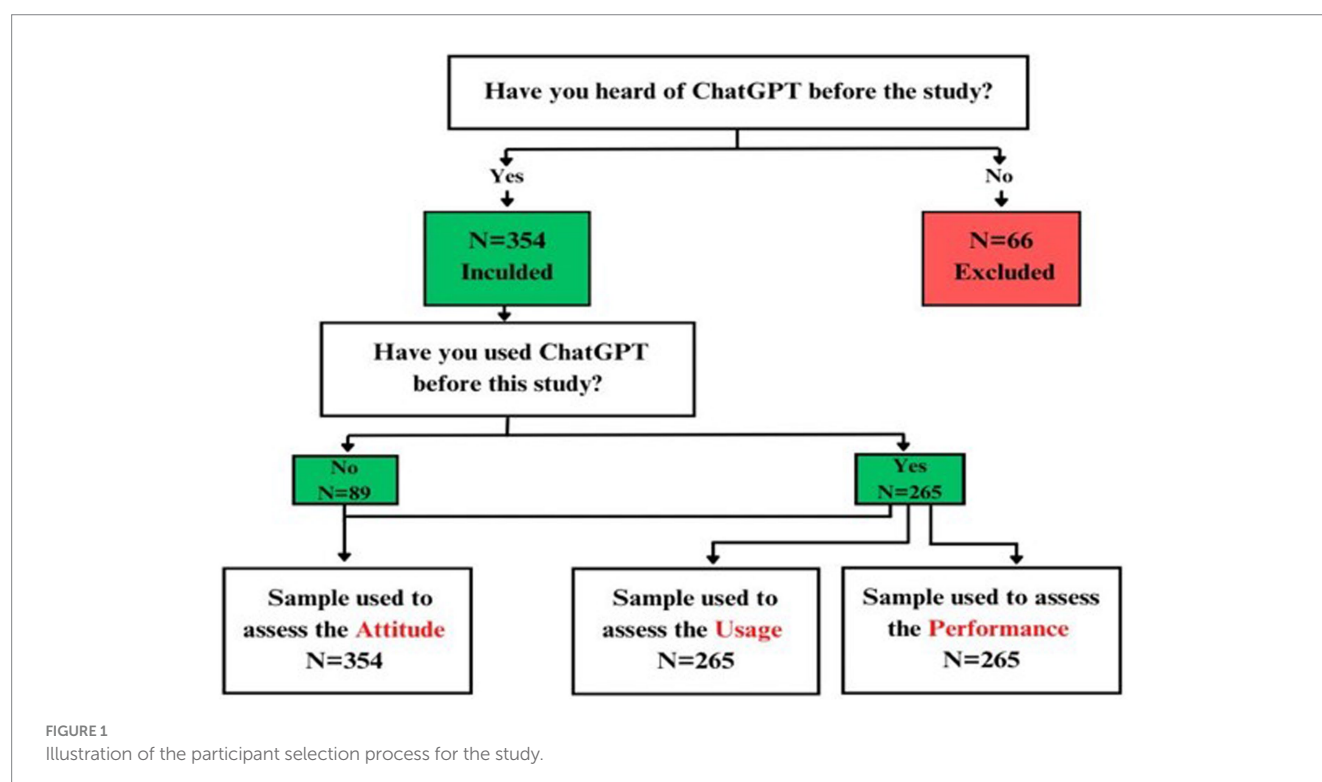 Have you heard of ChatGPT before the study?
Yes
No
N=354
Inculded
N=66
Excluded
Have you used ChatGPT
before this study?
No
N=89
Yes
N=265
Sample used to
assess the Attitude
N=354
Sample used to
assess the Usage
N=265
Sample used to assess
the Performance
N=265
FIGURE 1
Illustration of the participant selection process for the study.